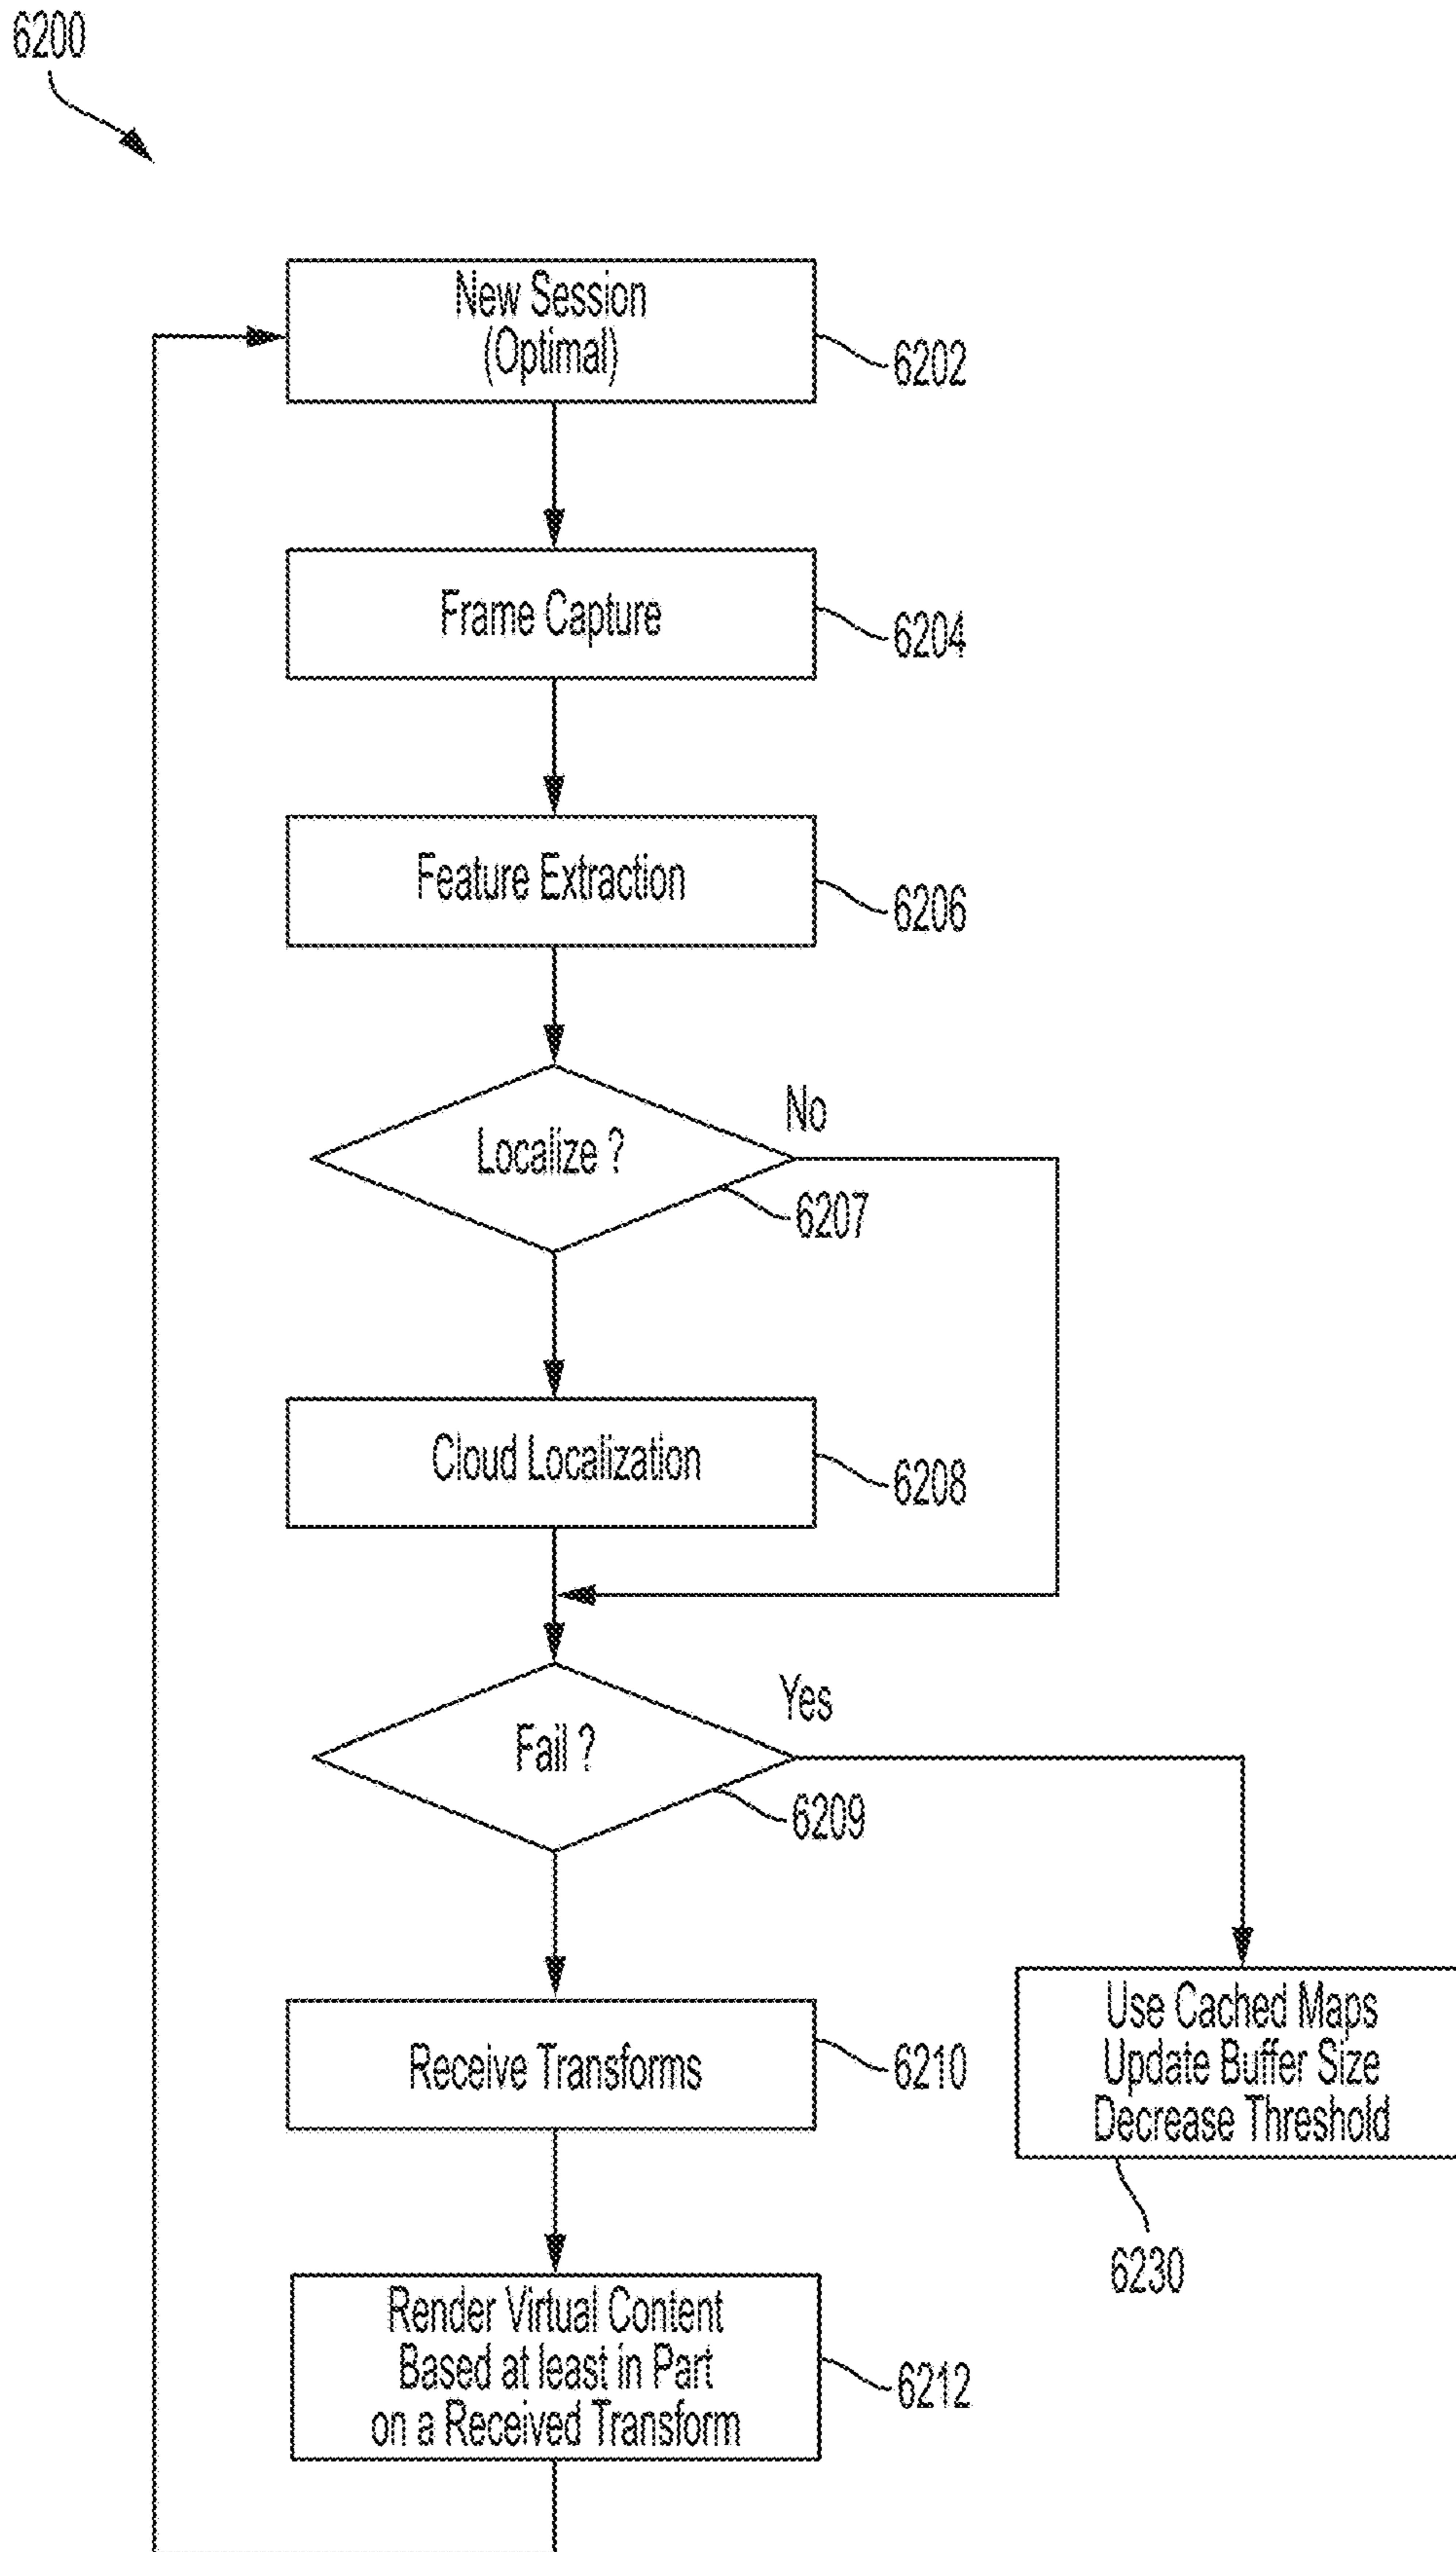 6200
New Session
(Optimal)
6202
Frame Capture
6204
Feature Extraction
6206
No
Localize ?
6207
Cloud Localization
6208
Yes
Fail ?
6209
Use Cached Maps
Update Buffer Size
Decrease Threshold
6230
Receive Transforms
6210
Render Virtual Content
Based at least in Part
on a Received Transform
6212